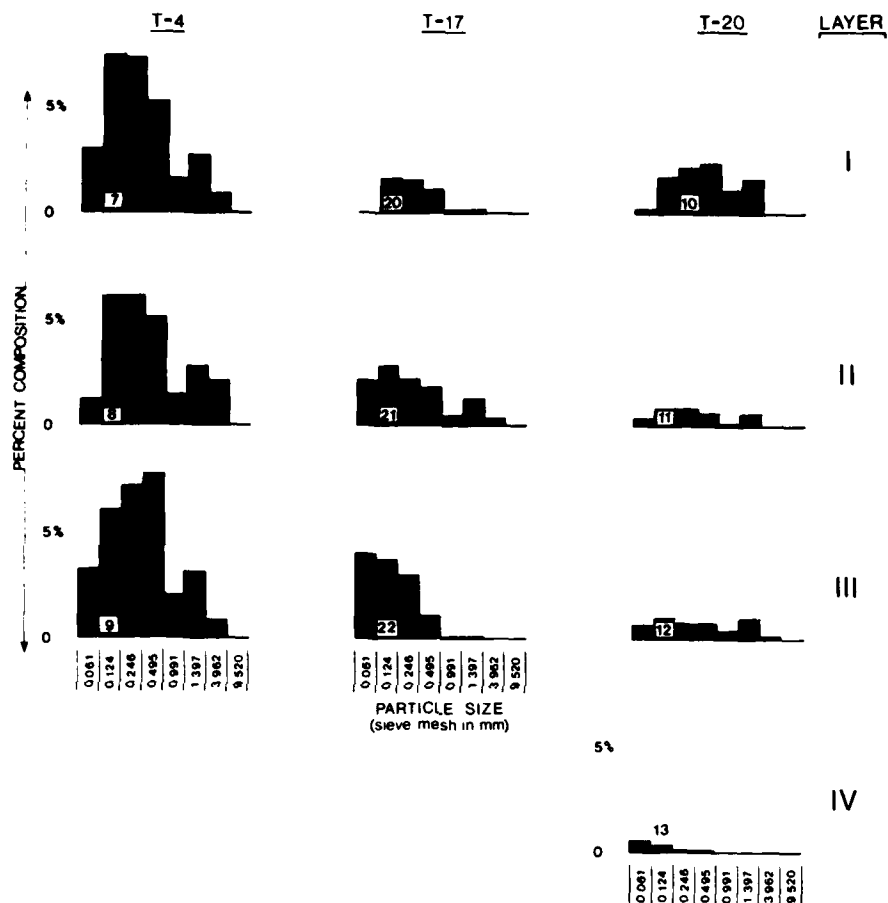 T-4 T-17 T-20 LAYER
PERCENT COMPOSITION
5%
0
7
20
10
I
5%
0
8
21
11
II
5%
0
9
22
12
III
0.061 0.124 0.246 0.495 0.991 1 397 3 962 9 520
0.061 0.124 0.246 0.495 0.991 1 397 3.962 9.520
PARTICLE SIZE
(sieve mesh in mm)
5%
0
13
IV
0.061 0.124 0.246 0.495 0.991 1 397 3.962 9 520